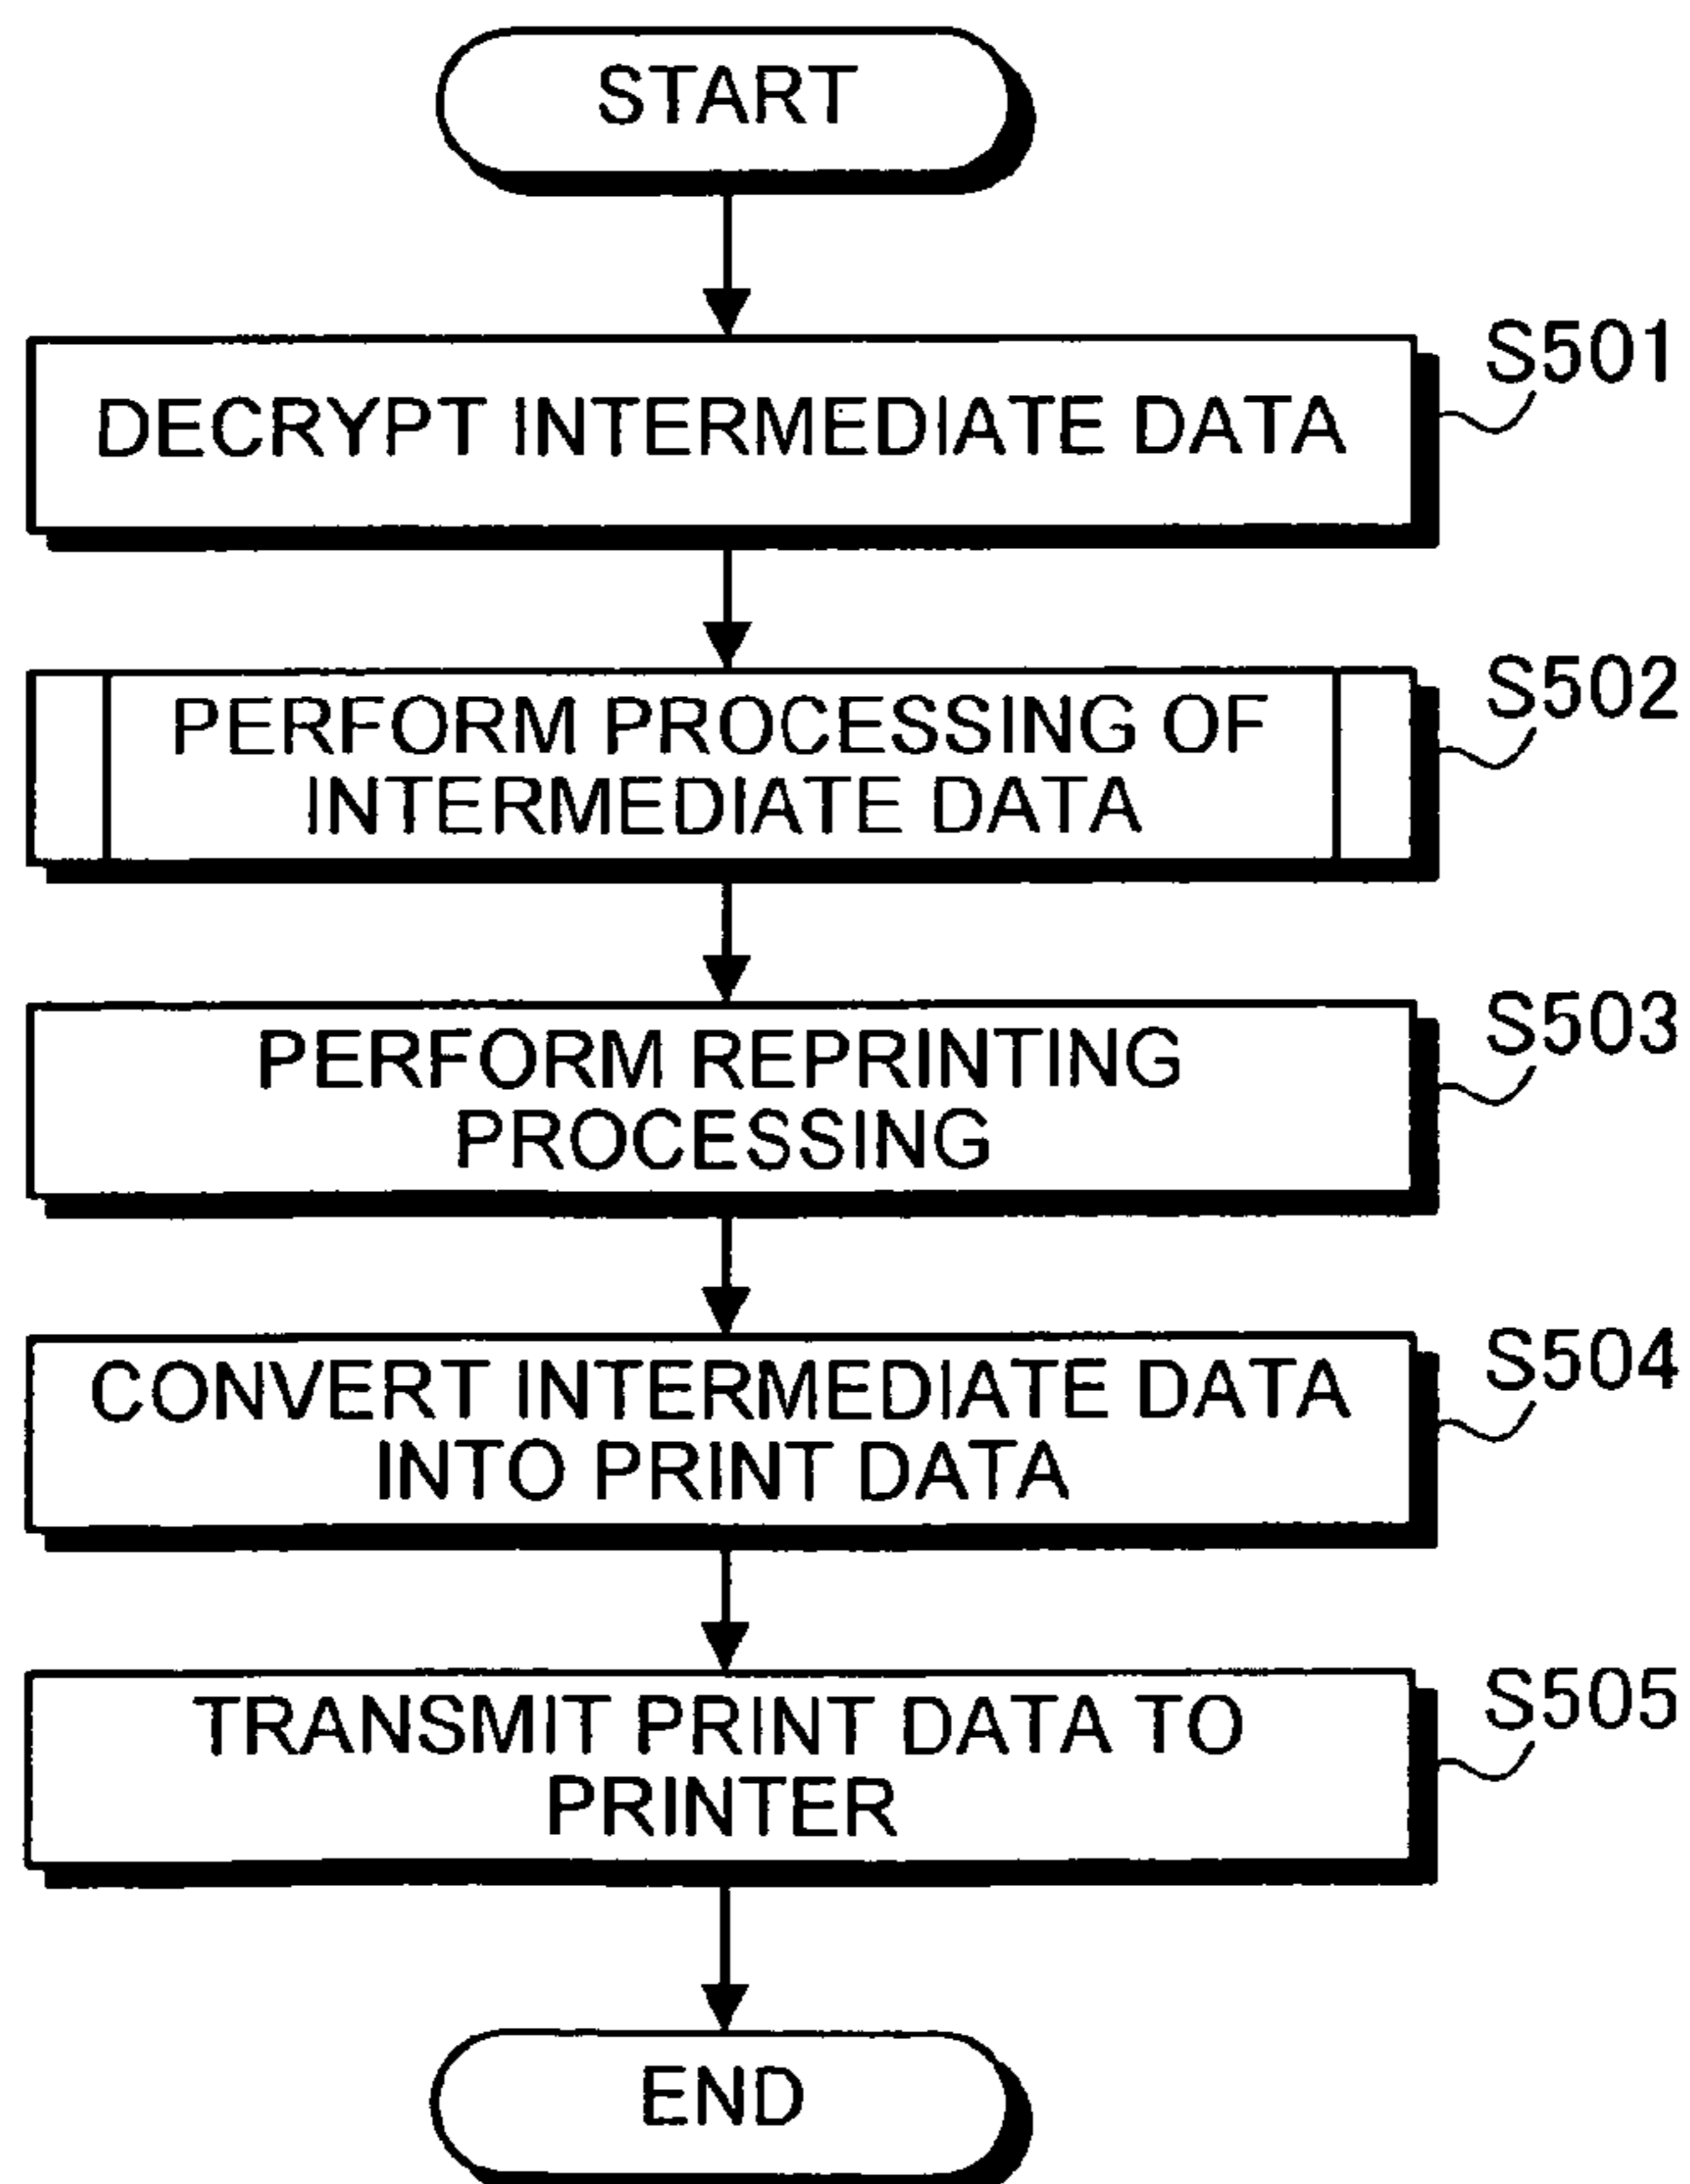 START
S501
DECRYPT INTERMEDIATE DATA
S502
PERFORM PROCESSING OF
INTERMEDIATE DATA
S503
PERFORM REPRINTING
PROCESSING
S504
CONVERT INTERMEDIATE DATA
INTO PRINT DATA
S505
TRANSMIT PRINT DATA TO
PRINTER
END